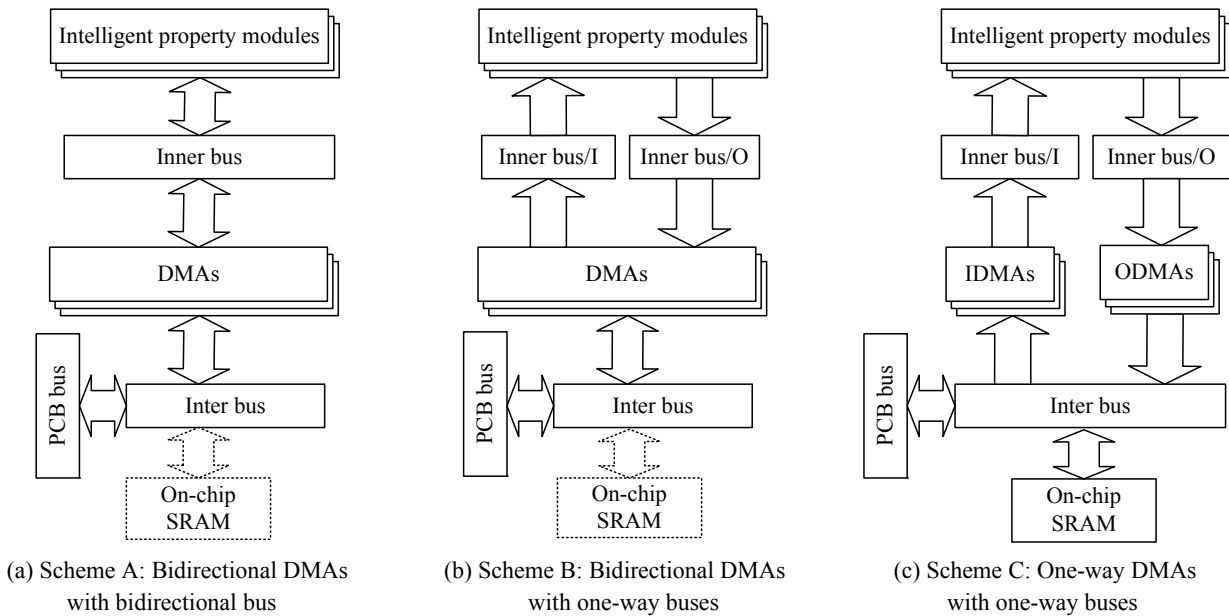 Intelligent property modules
Inner bus
DMAs
PCB bus
Inter bus
On-chip
SRAM
(a) Scheme A: Bidirectional DMAs
with bidirectional bus
Intelligent property modules
Inner bus/I
Inner bus/O
DMAs
PCB bus
Inter bus
On-chip
SRAM
(b) Scheme B: Bidirectional DMAs
with one-way buses
Intelligent property modules
Inner bus/I
Inner bus/O
IDMAs
ODMAs
PCB bus
Inter bus
On-chip
SRAM
(c) Scheme C: One-way DMAs
with one-way buses